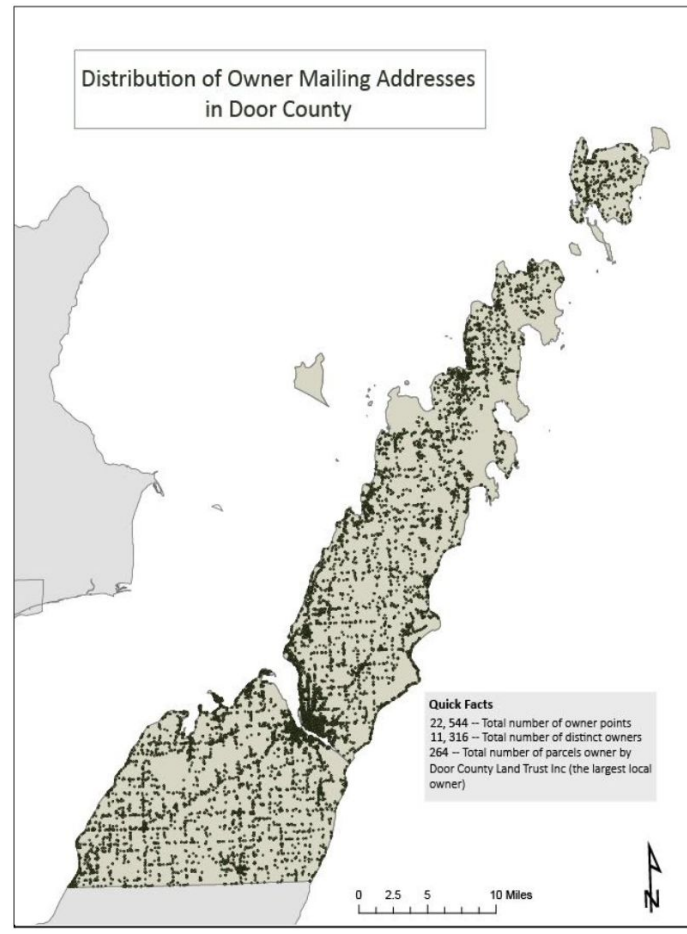 Distribution of Owner Mailing Addresses
in Door County
Quick Facts
22, 544 -- Total number of owner points
11, 316 -- Total number of distinct owners
264 -- Total number of parcels owner by
Door County Land Trust Inc (the largest local
owner)
0 2.5 5 10 Miles
N